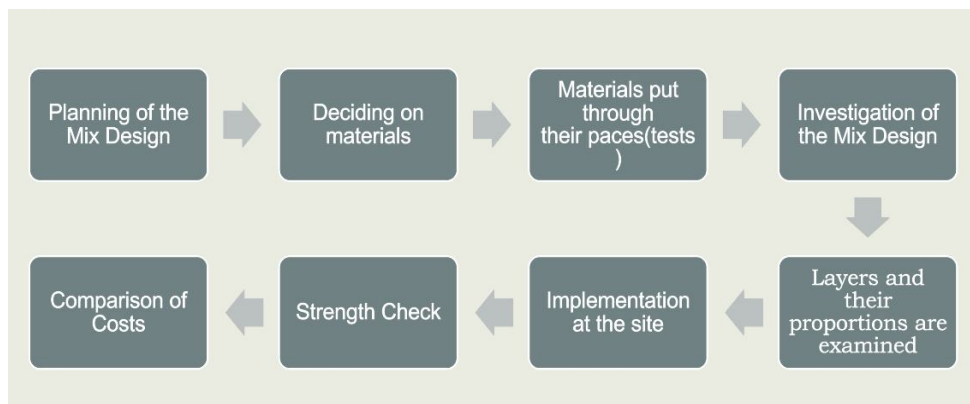 Planning of the
Mix Design
Deciding on
materials
Materials put
through
their paces(tests
)
Investigation of
the Mix Design
Layers and
their
proportions are
examined
Implementation
at the site
Strength Check
Comparison of
Costs